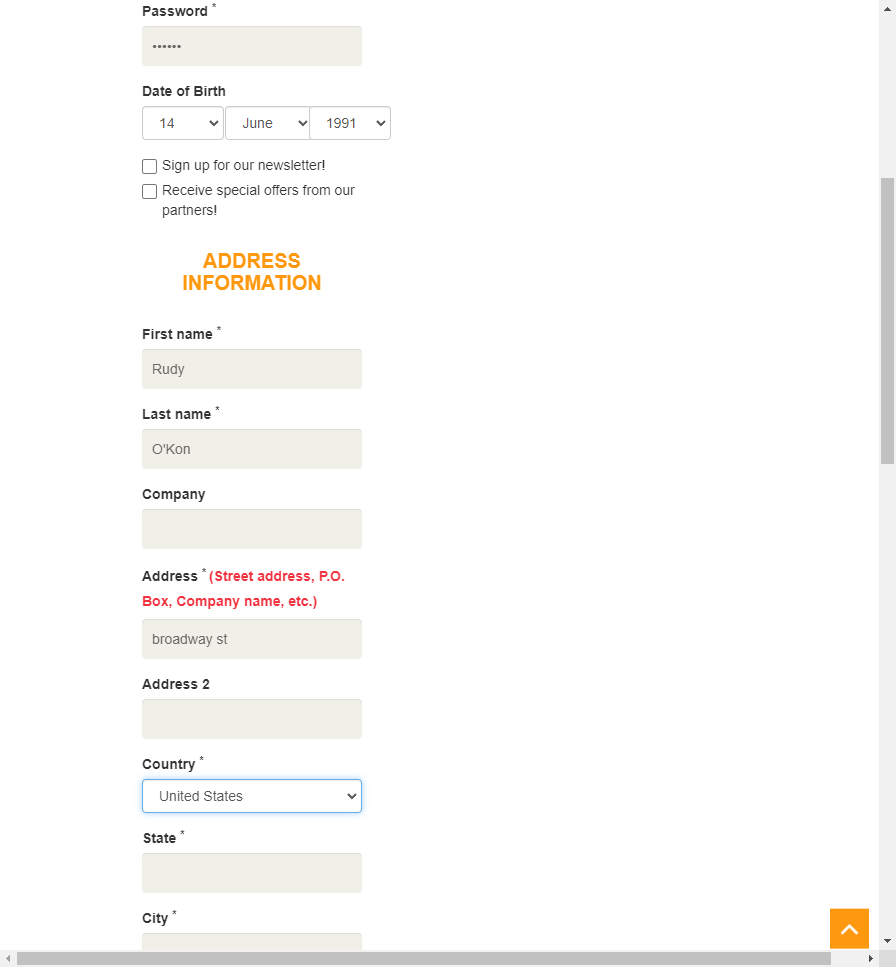 Password *
••••••
Date of Birth
14 June 1991
Sign up for our newsletter!
Receive special offers from our
partners!
ADDRESS
INFORMATION
First name *
Rudy
Last name *
O'Kon
Company
Address * (Street address, P.O.
Box, Company name, etc.)
broadway st
Address 2
Country *
United States
State *
City *